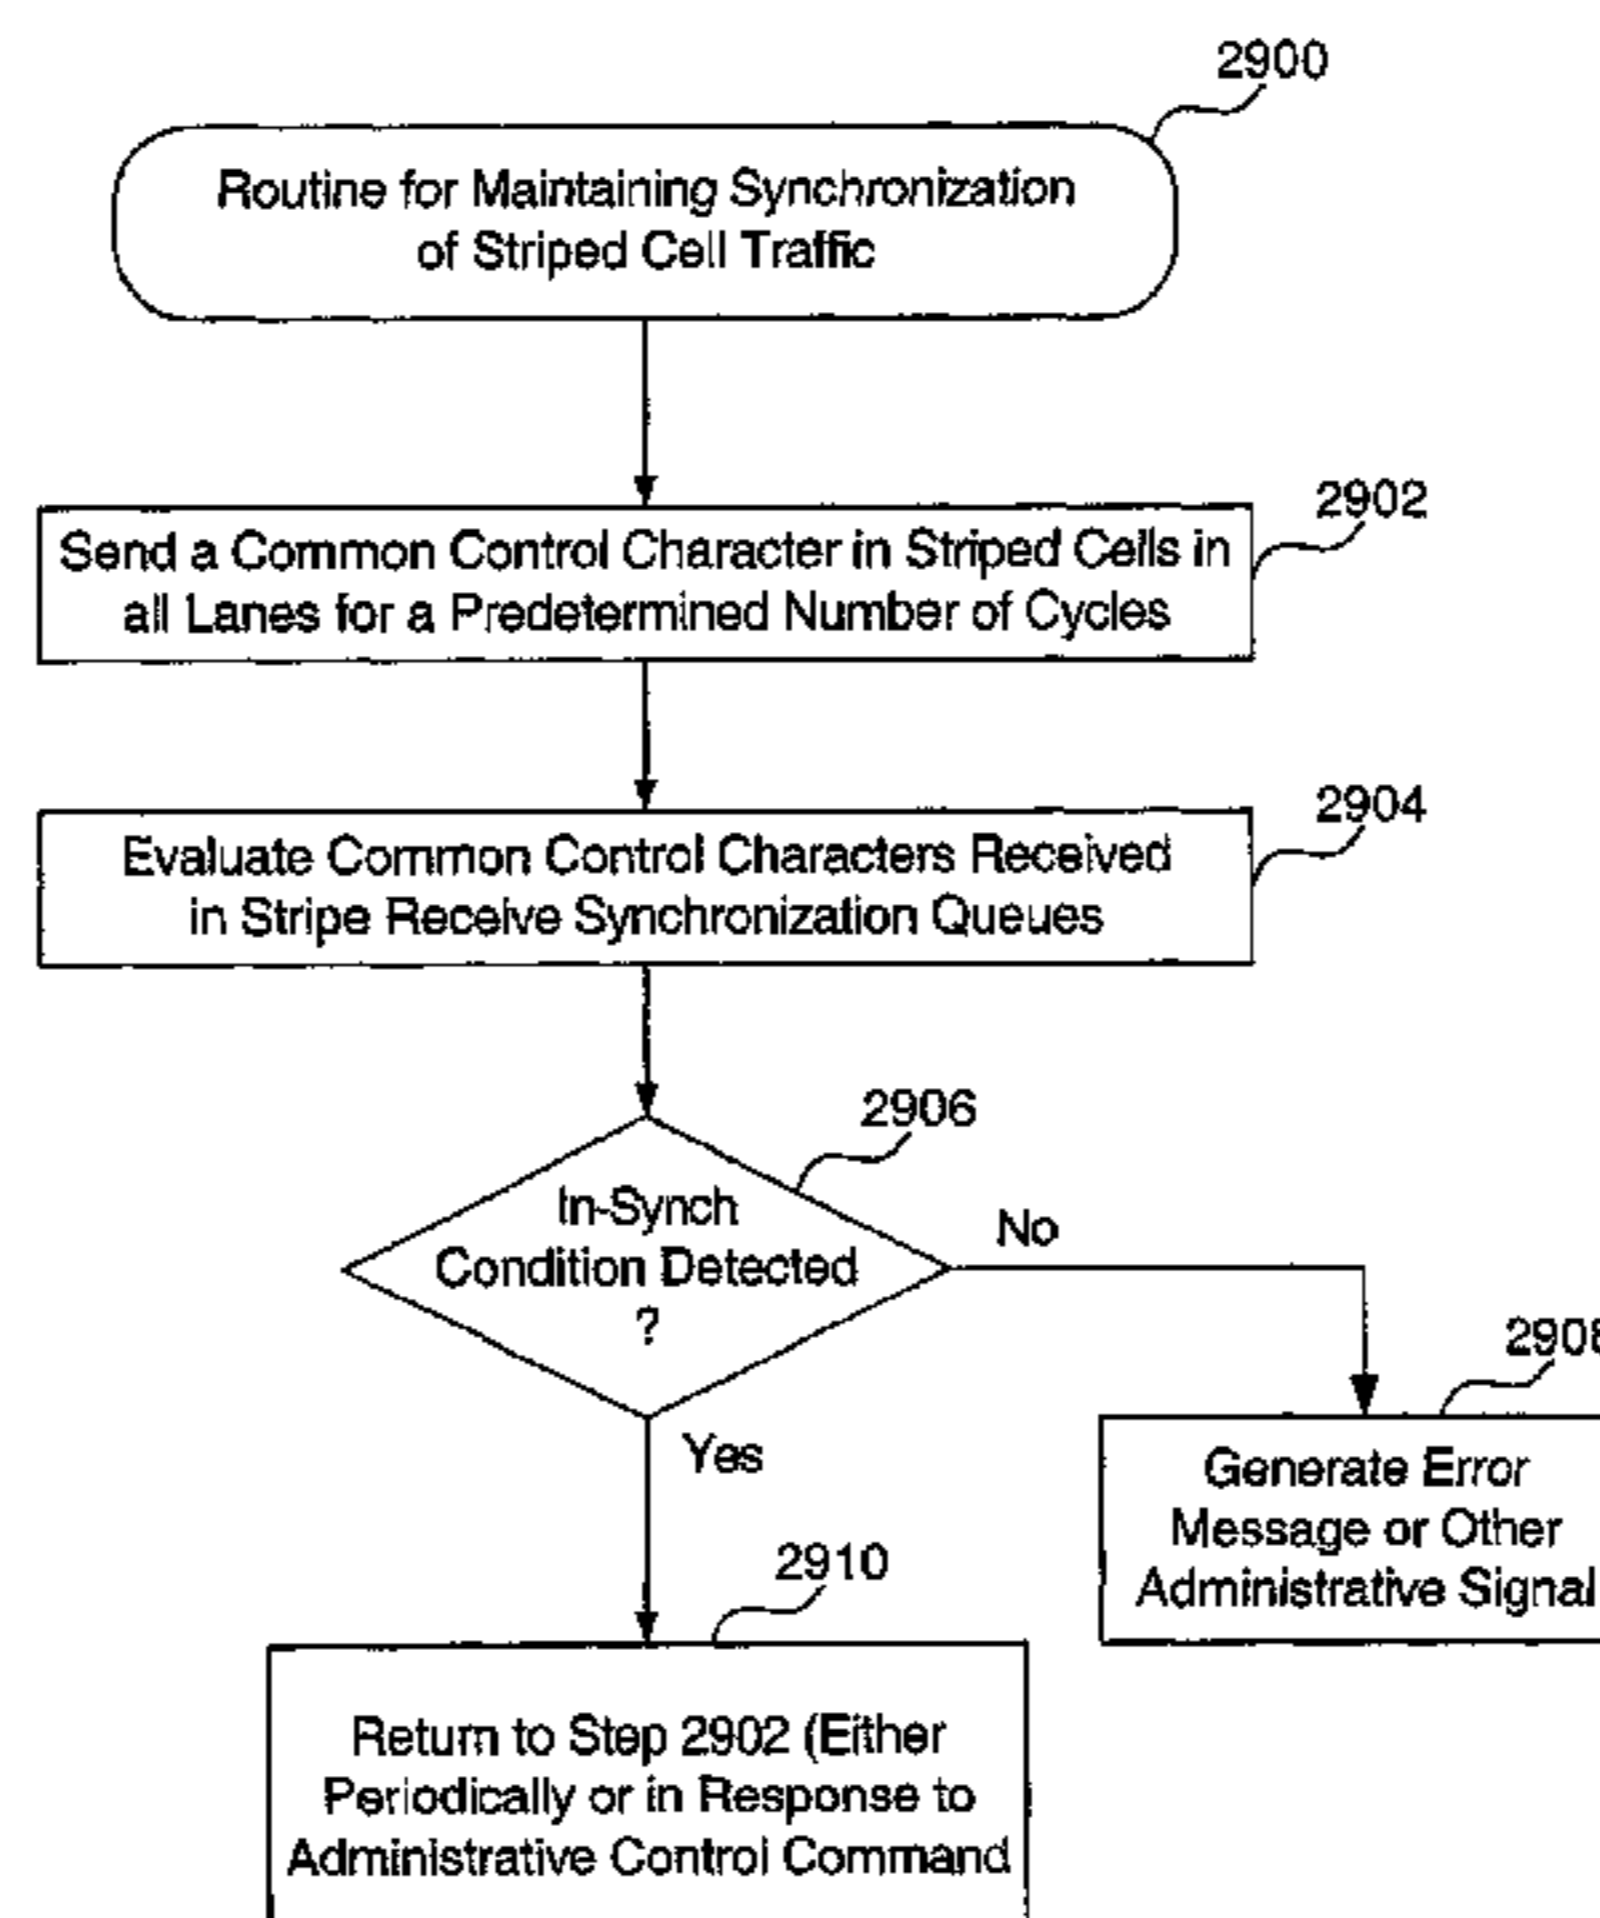 2900
Routine for Maintaining Synchronization
of Striped Cell Traffic
2902
Send a Common Control Character in Striped Cells in
all Lanes for a Predetermined Number of Cycles
2904
Evaluate Common Control Characters Received
in Stripe Receive Synchronization Queues
2906
In-Synch
Condition Detected
?
No
2908
Generate Error
Message or Other
Administrative Signal
Yes
2910
Return to Step 2902 (Either
Periodically or in Response to
Administrative Control Command